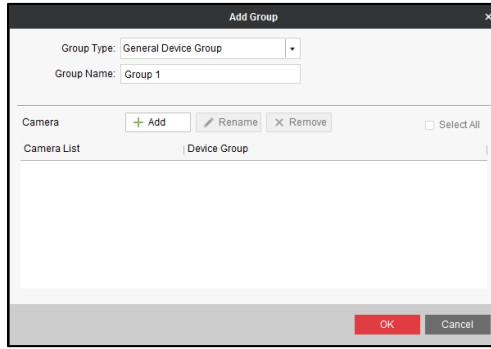 Add Group
Group Type: General Device Group
Group Name: Group 1
Camera + Add Rename × Remove Select All
Camera List Device Group
OK Cancel